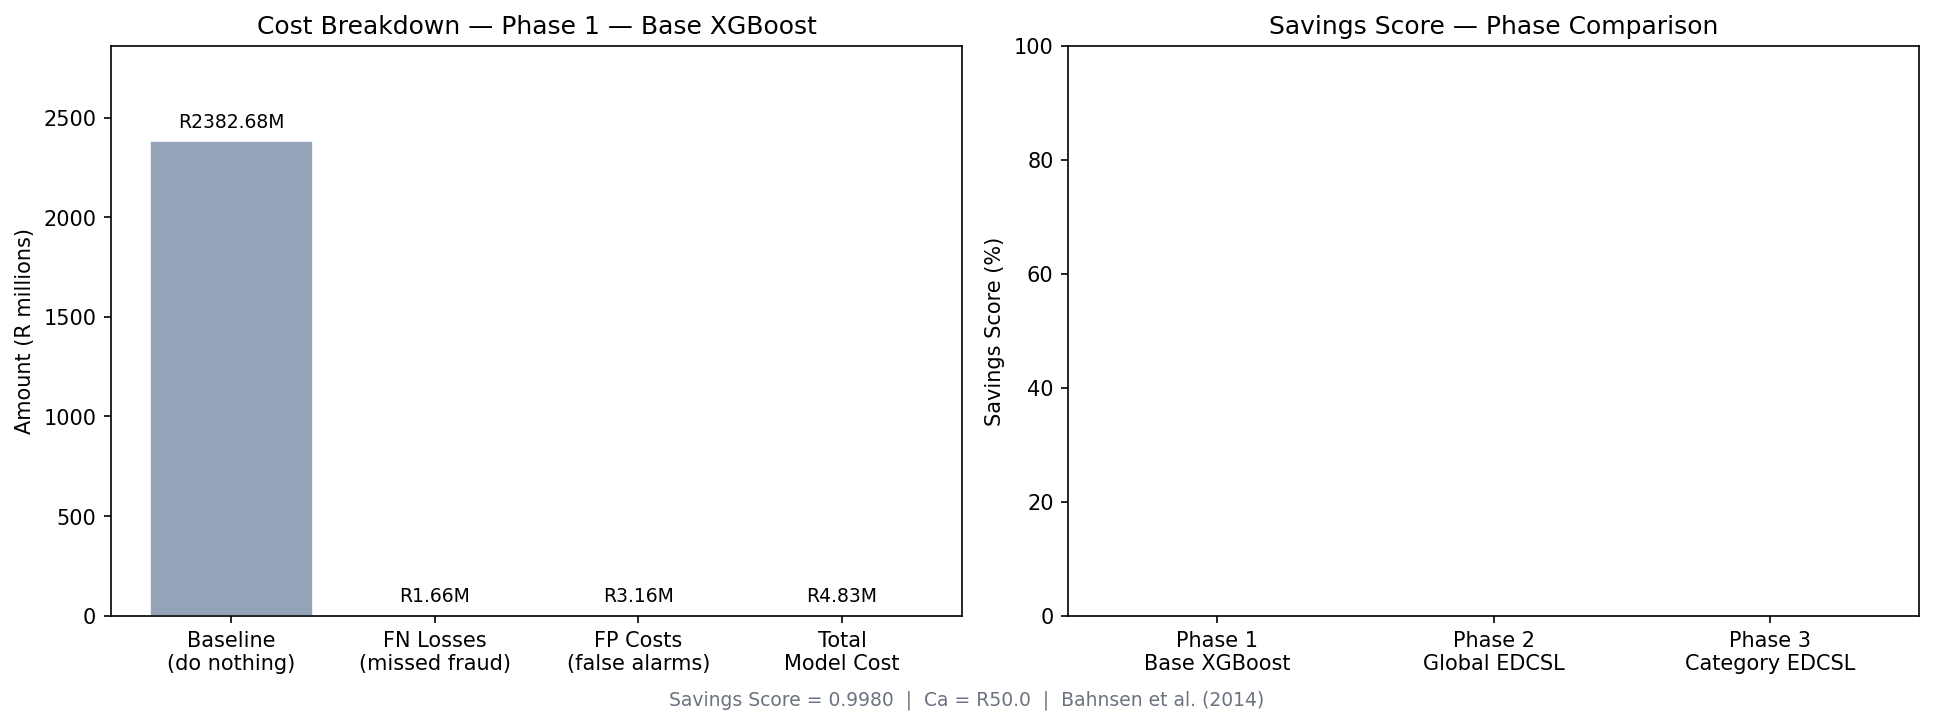 Cost Breakdown — Phase 1 — Base XGBoost
Amount (R millions)
2500
2000
1500
1000
500
0
R2382.68M
R1.66M
R3.16M
R4.83M
Baseline
(do nothing)
FN Losses
(missed fraud)
FP Costs
(false alarms)
Total
Model Cost
Savings Score — Phase Comparison
Savings Score (%)
100
80
60
40
20
0
Phase 1
Base XGBoost
Phase 2
Global EDCSL
Phase 3
Category EDCSL
Savings Score = 0.9980 | Ca = R50.0 | Bahnsen et al. (2014)